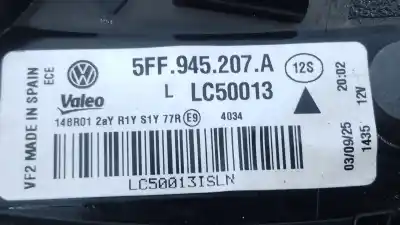 VF2 MADE IN SPAIN
ECE
VW
Valeo
5FF.945.207.A
12S
L LC50013
148R01 2aY R1Y S1Y 77R E9 4034
03/09/25 20:02
1435 12V
LC50013ISLN